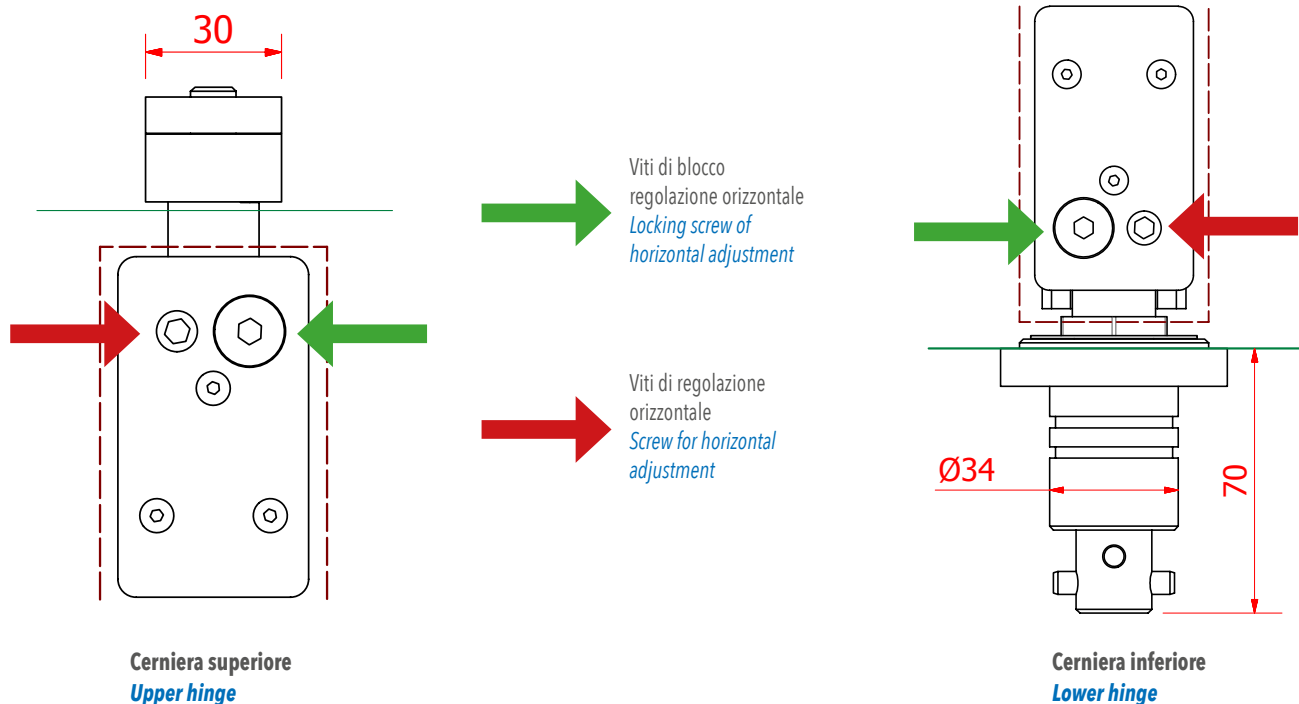 30
Viti di blocco
regolazione orizzontale
Locking screw of
horizontal adjustment
Viti di regolazione
orizzontale
Screw for horizontal
adjustment
Ø34
70
Cerniera superiore
Upper hinge
Cerniera inferiore
Lower hinge